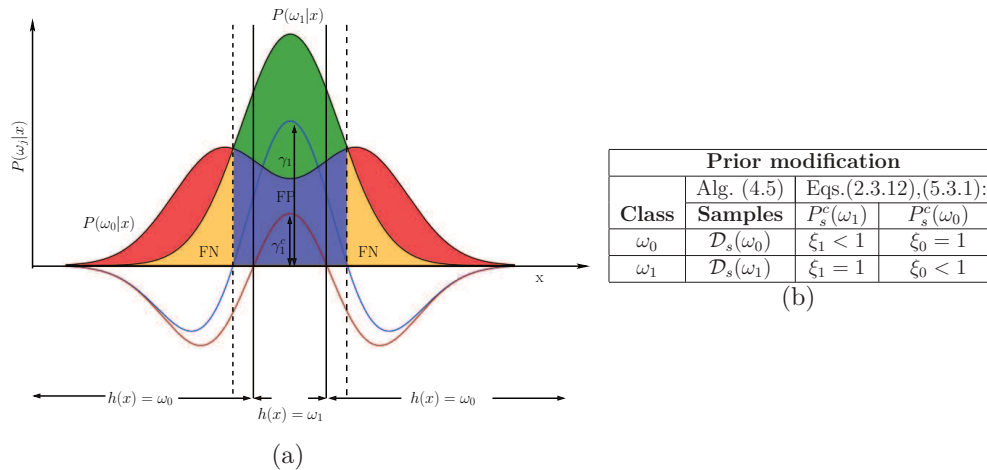 P(ω₁|x)
P(ωⱼ|x)
P(ω₀|x)
γ₁
FP
γ₁ᶜ
FN
FN
x
h(x) = ω₀
h(x) = ω₁
h(x) = ω₀
(a)
Prior modification
Alg. (4.5) Eqs.(2.3.12),(5.3.1):
Class Samples Pₛᶜ(ω₁) Pₛᶜ(ω₀)
ω₀ 𝒟ₛ(ω₀) ξ₁ < 1 ξ₀ = 1
ω₁ 𝒟ₛ(ω₁) ξ₁ = 1 ξ₀ < 1
(b)